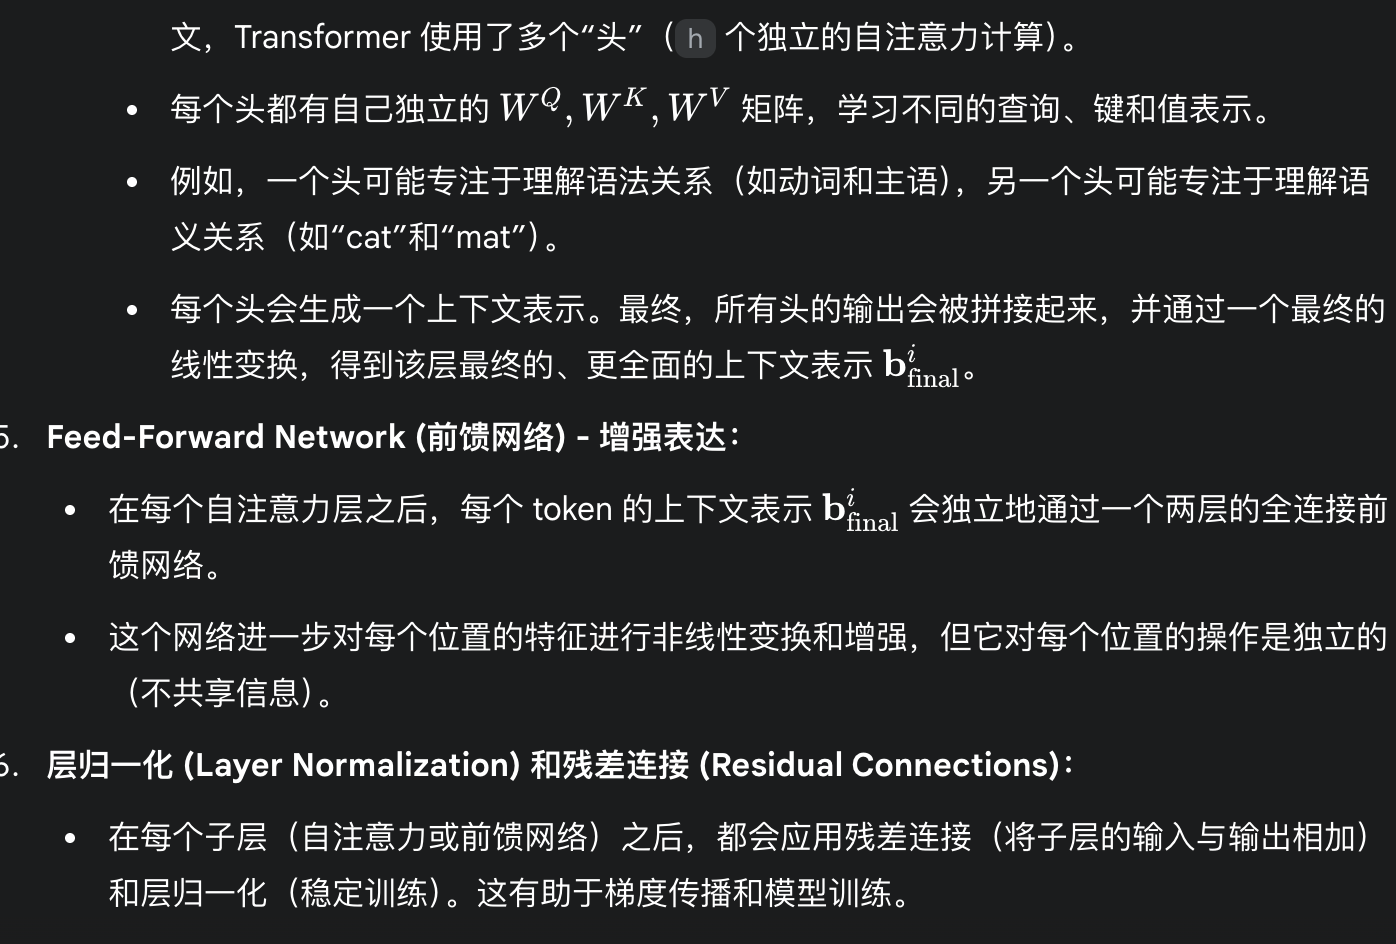 文，Transformer 使用了多个“头”（h 个独立的自注意力计算）。
• 每个头都有自己独立的 W^Q, W^K, W^V 矩阵，学习不同的查询、键和值表示。
• 例如，一个头可能专注于理解语法关系（如动词和主语），另一个头可能专注于理解语
义关系（如“cat”和“mat”）。
• 每个头会生成一个上下文表示。最终，所有头的输出会被拼接起来，并通过一个最终的
线性变换，得到该层最终的、更全面的上下文表示 b^i_final。
5. Feed-Forward Network (前馈网络) - 增强表达：
• 在每个自注意力层之后，每个 token 的上下文表示 b^i_final 会独立地通过一个两层的全连接前
馈网络。
• 这个网络进一步对每个位置的特征进行非线性变换和增强，但它对每个位置的操作是独立的
（不共享信息）。
6. 层归一化 (Layer Normalization) 和残差连接 (Residual Connections)：
• 在每个子层（自注意力或前馈网络）之后，都会应用残差连接（将子层的输入与输出相加）
和层归一化（稳定训练）。这有助于梯度传播和模型训练。